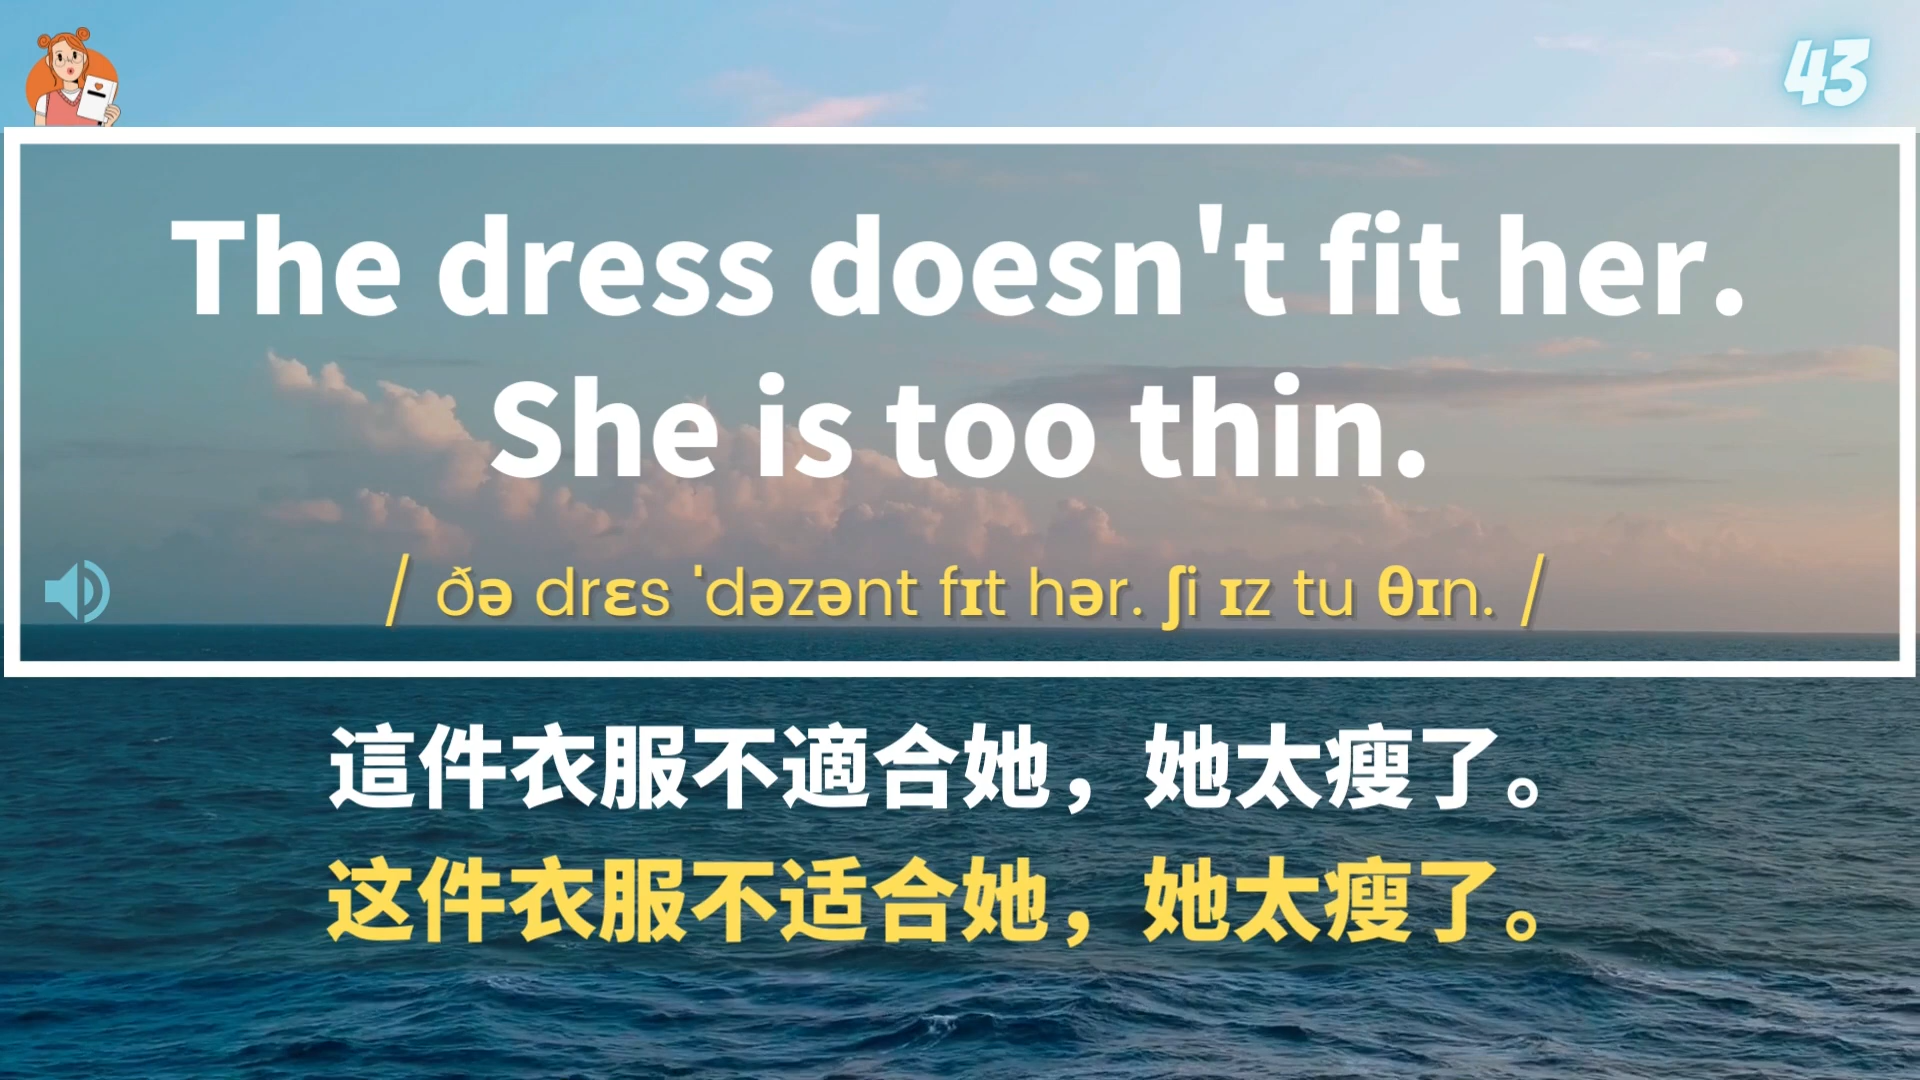 43
The dress doesn't fit her.
She is too thin.
/ ðə drɛs ˈdəzənt fɪt hər. ʃi ɪz tu θɪn. /
這件衣服不適合她，她太瘦了。
这件衣服不适合她，她太瘦了。